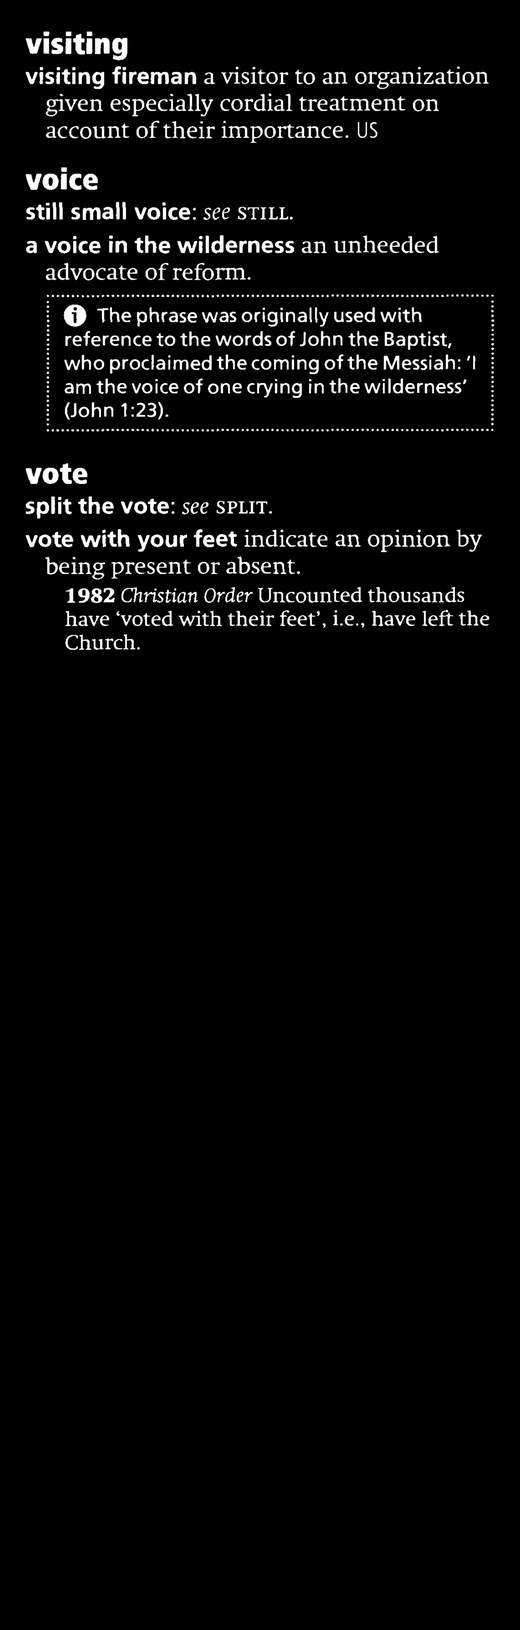 visiting
visiting fireman a visitor to an organization
given especially cordial treatment on
account of their importance. US
voice
still small voice: see STILL.
a voice in the wilderness an unheeded
advocate of reform.
i The phrase was originally used with
reference to the words of John the Baptist,
who proclaimed the coming of the Messiah: ‘I
am the voice of one crying in the wilderness’
(John 1:23).
vote
split the vote: see SPLIT.
vote with your feet indicate an opinion by
being present or absent.
1982 Christian Order Uncounted thousands
have ‘voted with their feet’, i.e., have left the
Church.